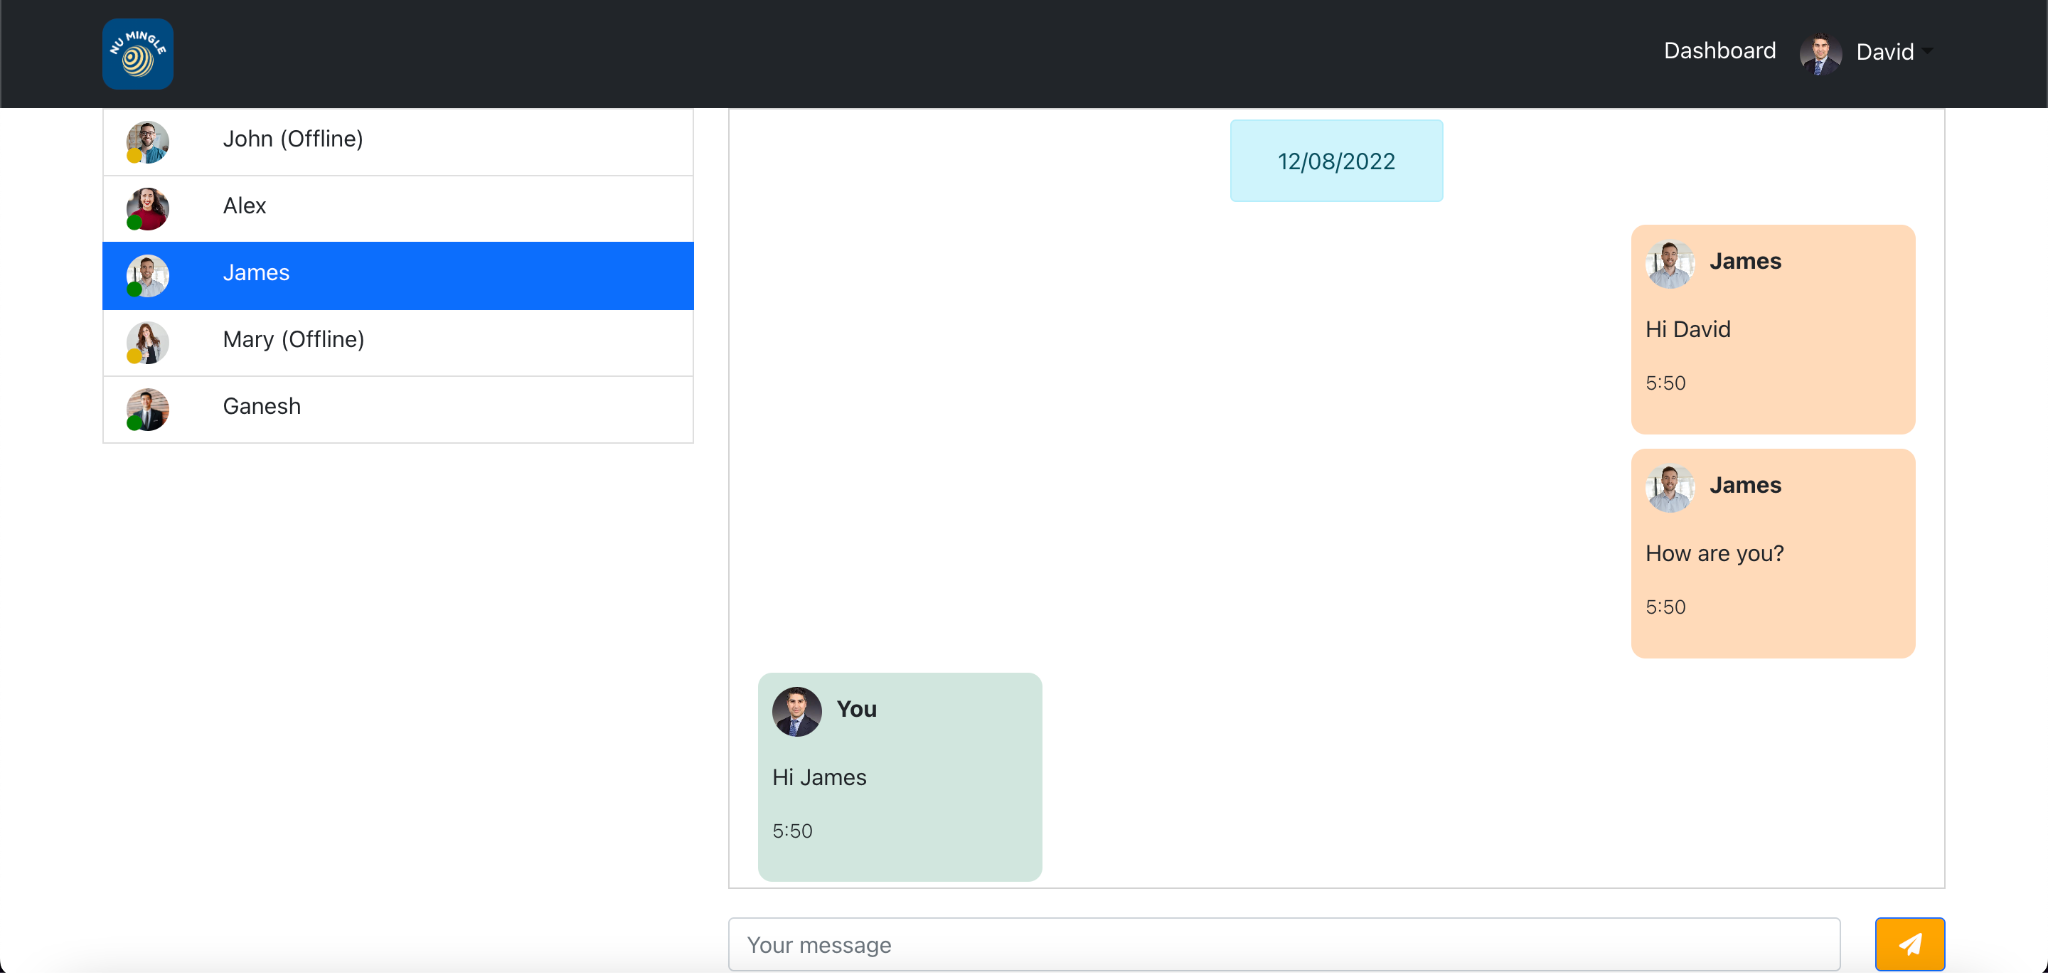 NU MINGLE
Dashboard
David
John (Offline)
Alex
James
Mary (Offline)
Ganesh
12/08/2022
James
Hi David
5:50
James
How are you?
5:50
You
Hi James
5:50
Your message